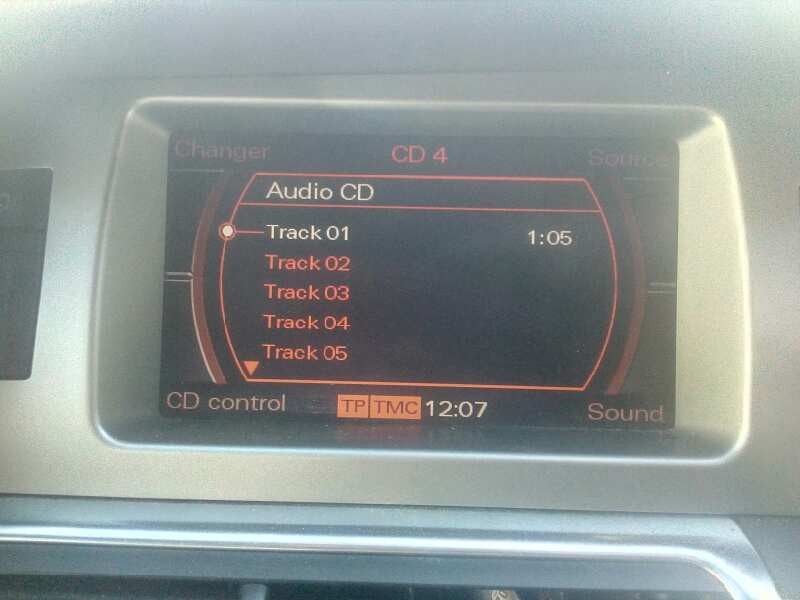 Changer CD 4 Source
Audio CD
Track 01 1:05
Track 02
Track 03
Track 04
Track 05
CD control TP TMC 12:07 Sound